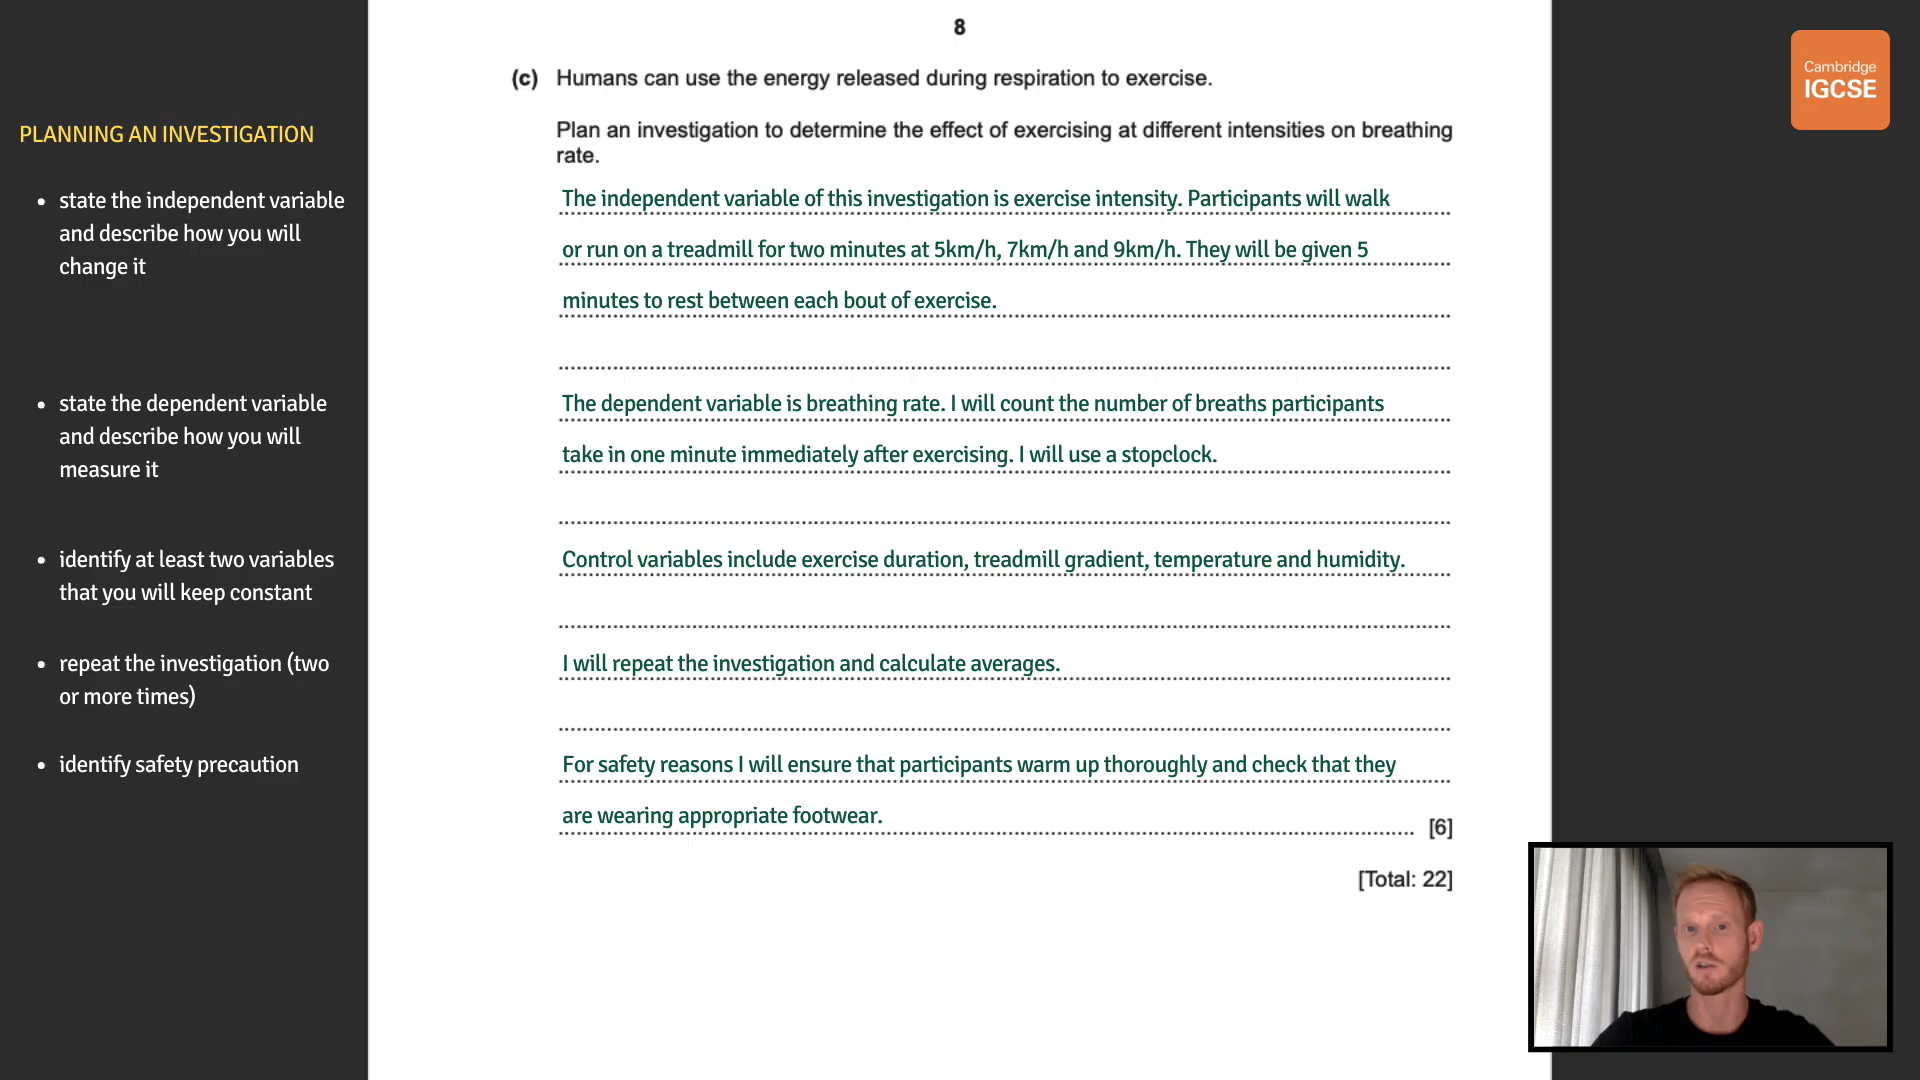 8
Cambridge
IGCSE
(c) Humans can use the energy released during respiration to exercise.
Plan an investigation to determine the effect of exercising at different intensities on breathing
rate.
PLANNING AN INVESTIGATION
• state the independent variable
and describe how you will
change it
• state the dependent variable
and describe how you will
measure it
• identify at least two variables
that you will keep constant
• repeat the investigation (two
or more times)
• identify safety precaution
The independent variable of this investigation is exercise intensity. Participants will walk
or run on a treadmill for two minutes at 5km/h, 7km/h and 9km/h. They will be given 5
minutes to rest between each bout of exercise.
The dependent variable is breathing rate. I will count the number of breaths participants
take in one minute immediately after exercising. I will use a stopclock.
Control variables include exercise duration, treadmill gradient, temperature and humidity.
I will repeat the investigation and calculate averages.
For safety reasons I will ensure that participants warm up thoroughly and check that they
are wearing appropriate footwear.
[6]
[Total: 22]